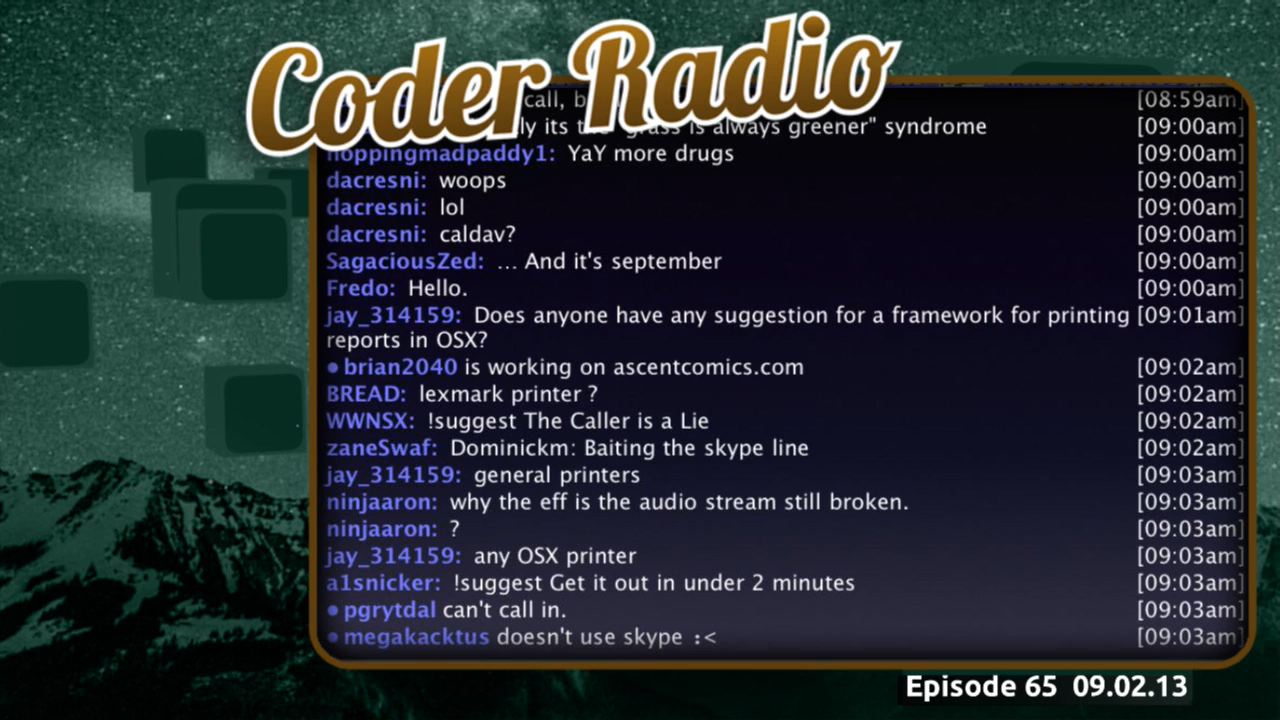 Coder Radio
call, b [08:59am]
ly its the "grass is always greener" syndrome [09:00am]
hoppingmadpaddy1: YaY more drugs [09:00am]
dacresni: woops [09:00am]
dacresni: lol [09:00am]
dacresni: caldav? [09:00am]
SagaciousZed: ... And it's september [09:00am]
Fredo: Hello. [09:00am]
jay_314159: Does anyone have any suggestion for a framework for printing [09:01am]
reports in OSX?
• brian2040 is working on ascentcomics.com [09:02am]
BREAD: lexmark printer ? [09:02am]
WWNSX: !suggest The Caller is a Lie [09:02am]
zaneSwaf: Dominickm: Baiting the skype line [09:02am]
jay_314159: general printers [09:03am]
ninjaaron: why the eff is the audio stream still broken. [09:03am]
ninjaaron: ? [09:03am]
jay_314159: any OSX printer [09:03am]
a1snicker: !suggest Get it out in under 2 minutes [09:03am]
• pgrytdal can't call in. [09:03am]
• megakacktus doesn't use skype :< [09:03am]
Episode 65 09.02.13